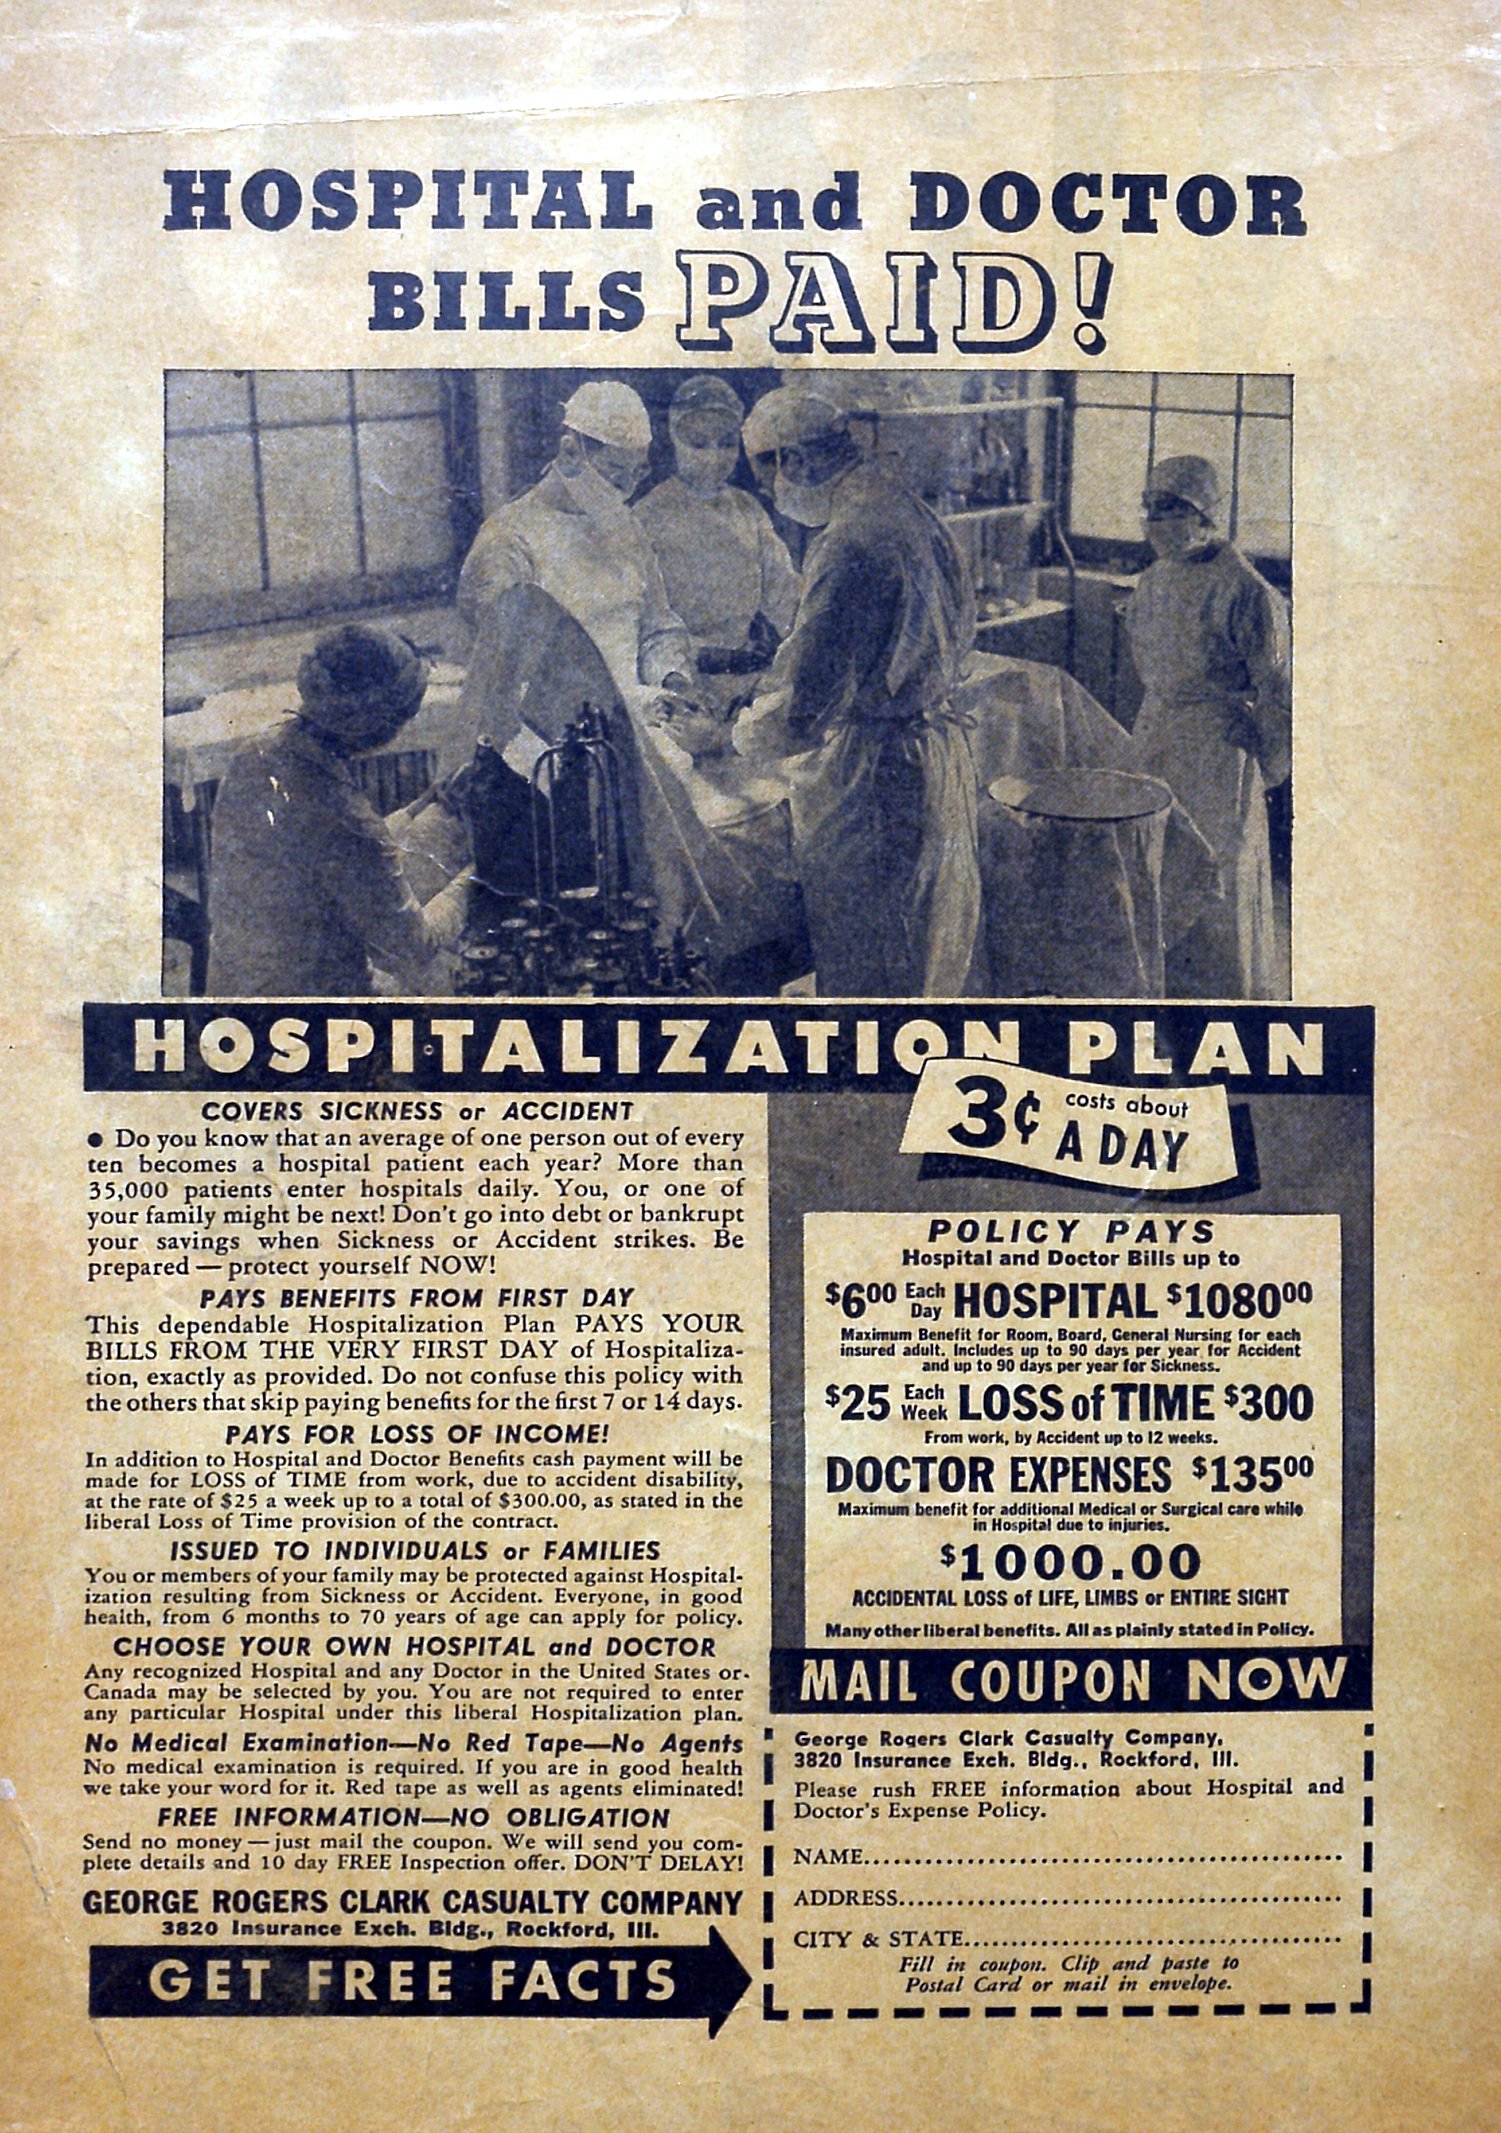 HOSPITAL and DOCTOR
BILLS PAID!
HOSPITALIZATION PLAN
COVERS SICKNESS or ACCIDENT
● Do you know that an average of one person out of every
ten becomes a hospital patient each year? More than
35,000 patients enter hospitals daily. You, or one of
your family might be next! Don't go into debt or bankrupt
your savings when Sickness or Accident strikes. Be
prepared — protect yourself NOW!
PAYS BENEFITS FROM FIRST DAY
This dependable Hospitalization Plan PAYS YOUR
BILLS FROM THE VERY FIRST DAY of Hospitaliza-
tion, exactly as provided. Do not confuse this policy with
the others that skip paying benefits for the first 7 or 14 days.
PAYS FOR LOSS OF INCOME!
In addition to Hospital and Doctor Benefits cash payment will be
made for LOSS of TIME from work, due to accident disability,
at the rate of $25 a week up to a total of $300.00, as stated in the
liberal Loss of Time provision of the contract.
ISSUED TO INDIVIDUALS or FAMILIES
You or members of your family may be protected against Hospital-
ization resulting from Sickness or Accident. Everyone, in good
health, from 6 months to 70 years of age can apply for policy.
CHOOSE YOUR OWN HOSPITAL and DOCTOR
Any recognized Hospital and any Doctor in the United States or
Canada may be selected by you. You are not required to enter
any particular Hospital under this liberal Hospitalization plan.
No Medical Examination—No Red Tape—No Agents
No medical examination is required. If you are in good health
we take your word for it. Red tape as well as agents eliminated!
FREE INFORMATION—NO OBLIGATION
Send no money — just mail the coupon. We will send you com-
plete details and 10 day FREE Inspection offer. DON'T DELAY!
GEORGE ROGERS CLARK CASUALTY COMPANY
3820 Insurance Exch. Bldg., Rockford, Ill.
GET FREE FACTS
3¢ costs about
A DAY
POLICY PAYS
Hospital and Doctor Bills up to
$6.00 Each Day HOSPITAL $1080.00
Maximum Benefit for Room, Board, General Nursing for each
insured adult. Includes up to 90 days per year for Accident
and up to 90 days per year for Sickness.
$25 Each Week LOSS of TIME $300
From work, by Accident up to 12 weeks.
DOCTOR EXPENSES $135.00
Maximum benefit for additional Medical or Surgical care while
in Hospital due to injuries.
$1000.00
ACCIDENTAL LOSS of LIFE, LIMBS or ENTIRE SIGHT
Many other liberal benefits. All as plainly stated in Policy.
MAIL COUPON NOW
George Rogers Clark Casualty Company,
3820 Insurance Exch. Bldg., Rockford, Ill.
Please rush FREE information about Hospital and
Doctor's Expense Policy.
NAME
ADDRESS
CITY & STATE
Fill in coupon. Clip and paste to
Postal Card or mail in envelope.